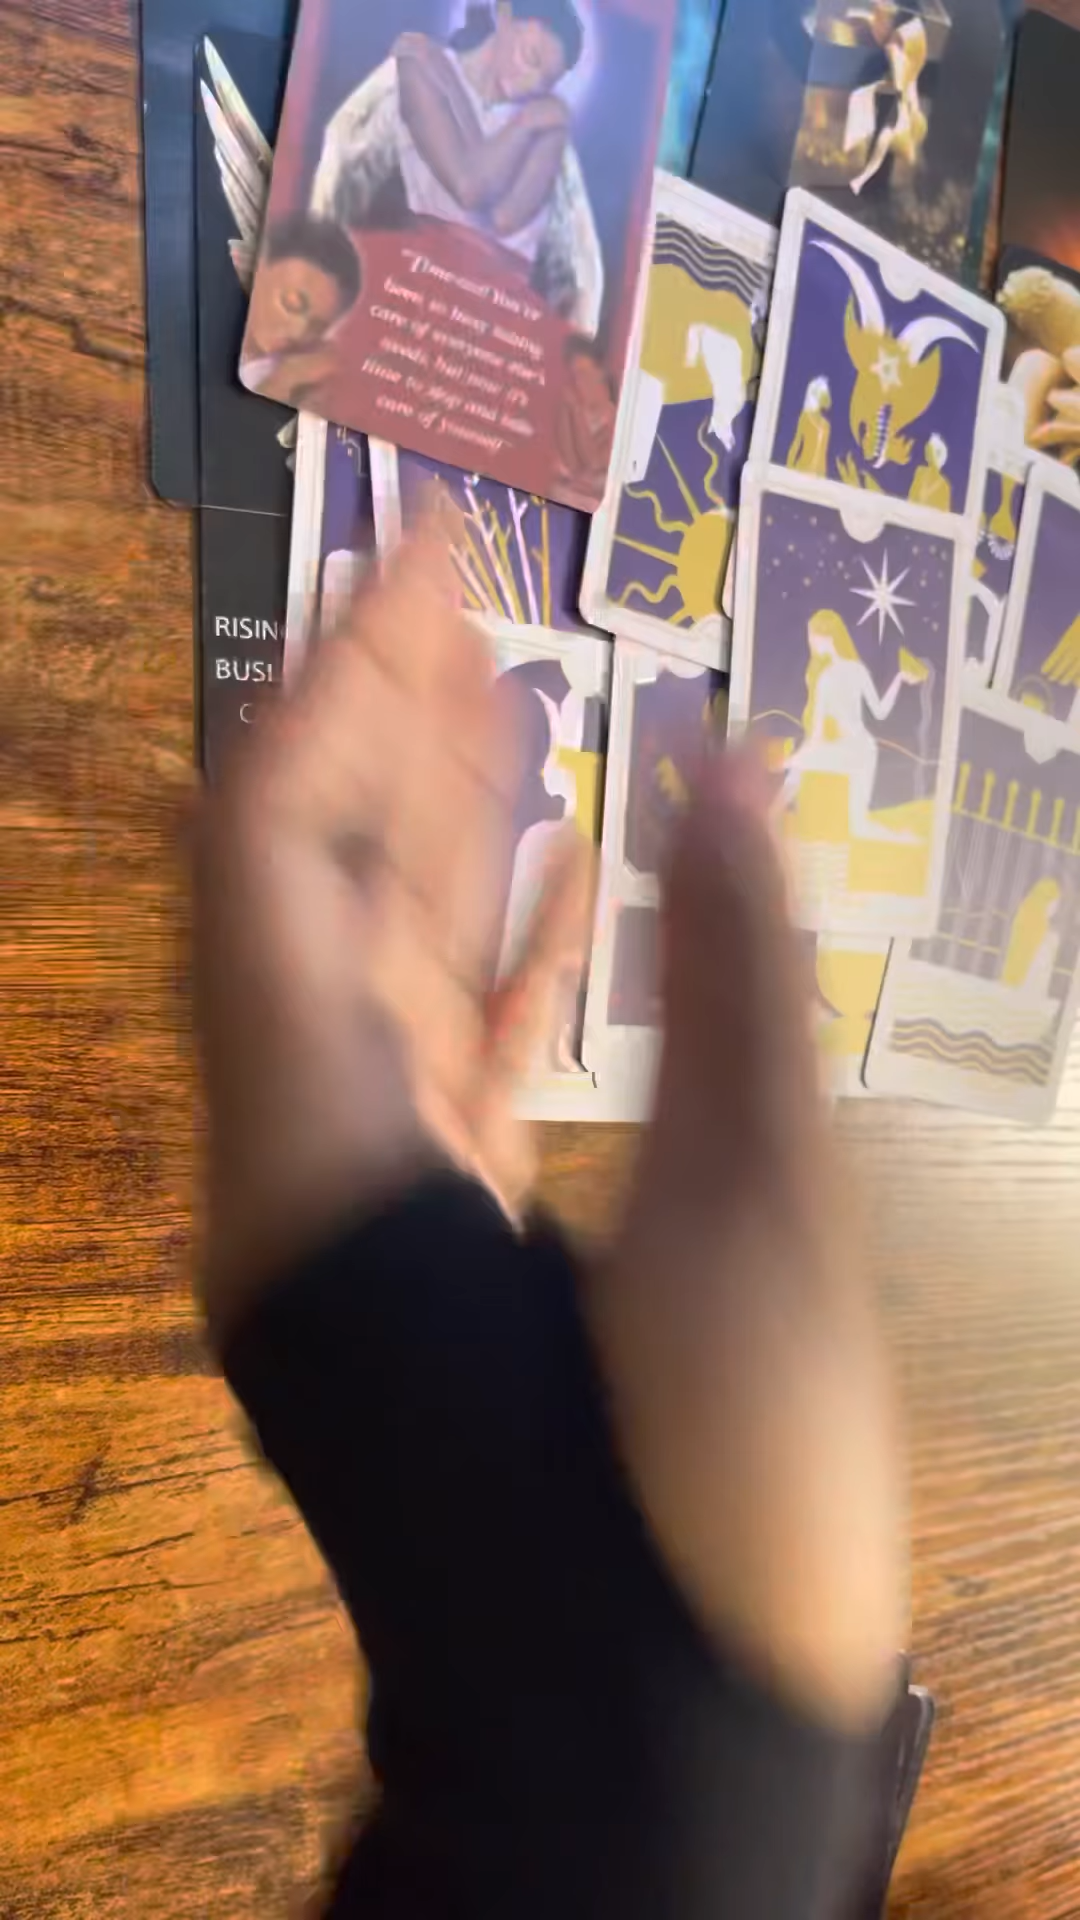 "Time-out! You've
been so busy taking
care of everyone else's
needs, but now it's
time to stop and take
care of yourself."
RISIN
BUSI
C